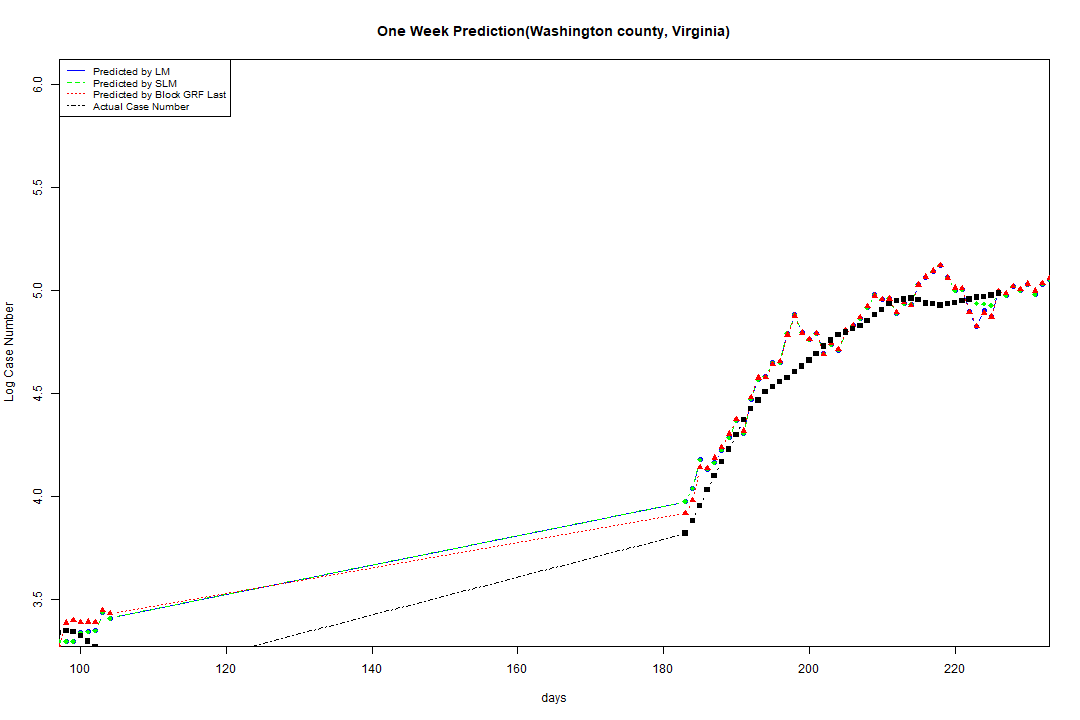 One Week Prediction(Washington county, Virginia)
Predicted by LM
Predicted by SLM
Predicted by Block GRF Last
Actual Case Number
6.0
5.5
5.0
4.5
4.0
3.5
Log Case Number
100 120 140 160 180 200 220
days